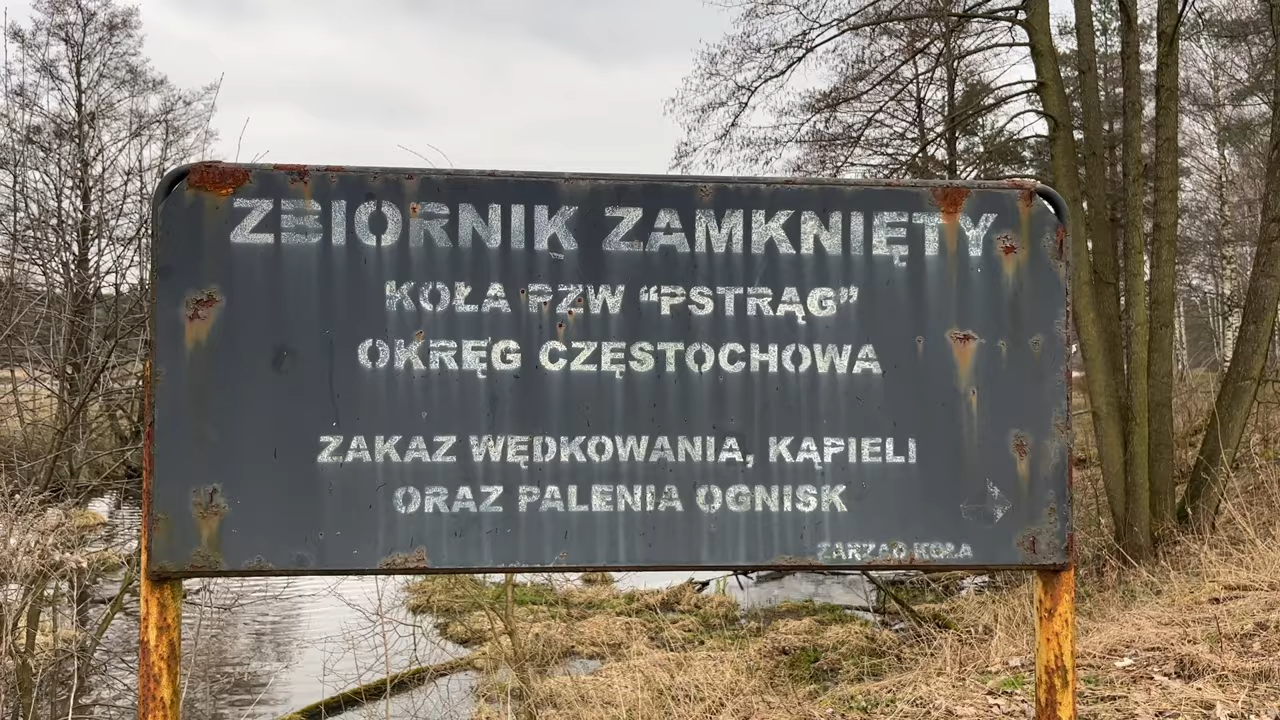 ZBIORNIK ZAMKNIĘTY
KOŁA PZW “PSTRĄG”
OKRĘG CZĘSTOCHOWA
ZAKAZ WĘDKOWANIA, KĄPIELI
ORAZ PALENIA OGNISK
ZARZĄD KOŁA